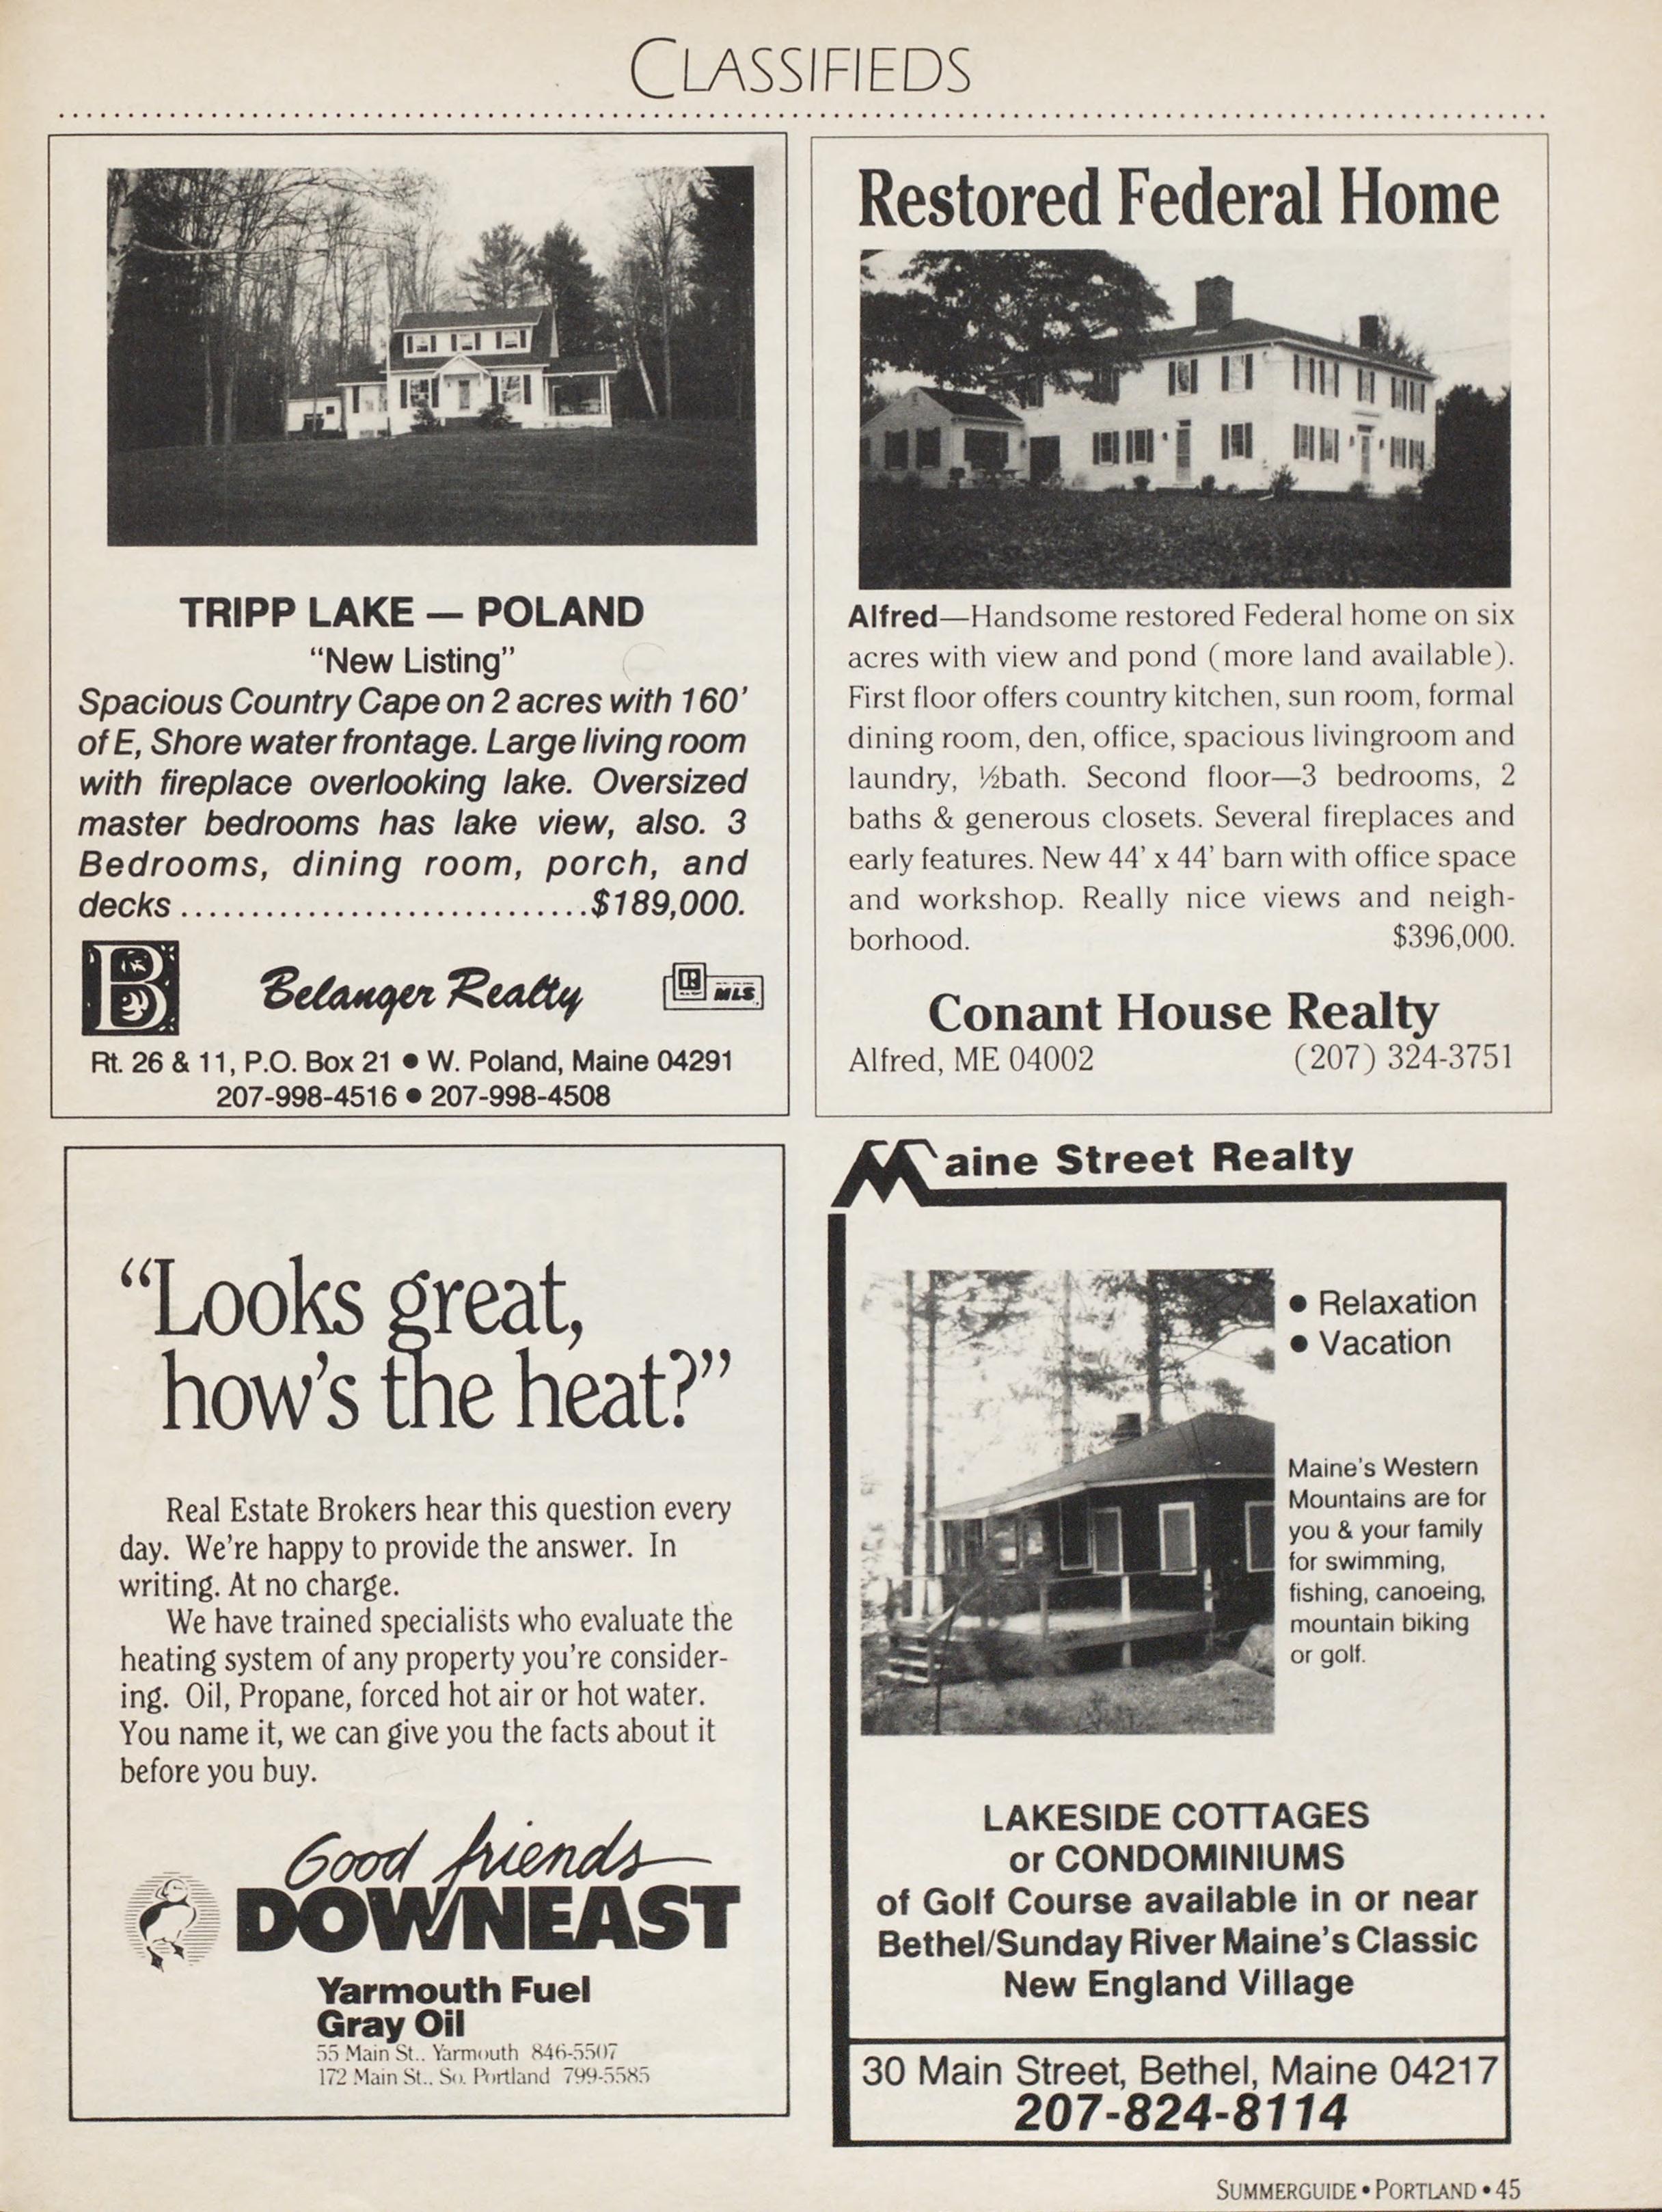 CLASSIFIEDS
TRIPP LAKE — POLAND
“New Listing”
Spacious Country Cape on 2 acres with 160’
of E, Shore water frontage. Large living room
with fireplace overlooking lake. Oversized
master bedrooms has lake view, also. 3
Bedrooms, dining room, porch, and
decks ..............................$189,000.
B
Belanger Realty
R MLS
Rt. 26 & 11, P.O. Box 21 ● W. Poland, Maine 04291
207-998-4516 ● 207-998-4508
Restored Federal Home
Alfred—Handsome restored Federal home on six
acres with view and pond (more land available).
First floor offers country kitchen, sun room, formal
dining room, den, office, spacious livingroom and
laundry, ½bath. Second floor—3 bedrooms, 2
baths & generous closets. Several fireplaces and
early features. New 44’ x 44’ barn with office space
and workshop. Really nice views and neigh-
borhood. $396,000.
Conant House Realty
Alfred, ME 04002 (207) 324-3751
“Looks great,
how’s the heat?”
Real Estate Brokers hear this question every
day. We’re happy to provide the answer. In
writing. At no charge.
We have trained specialists who evaluate the
heating system of any property you’re consider-
ing. Oil, Propane, forced hot air or hot water.
You name it, we can give you the facts about it
before you buy.
Good friends
DOWNEAST
Yarmouth Fuel
Gray Oil
55 Main St., Yarmouth 846-5507
172 Main St., So. Portland 799-5585
Maine Street Realty
● Relaxation
● Vacation
Maine’s Western
Mountains are for
you & your family
for swimming,
fishing, canoeing,
mountain biking
or golf.
LAKESIDE COTTAGES
or CONDOMINIUMS
of Golf Course available in or near
Bethel/Sunday River Maine’s Classic
New England Village
30 Main Street, Bethel, Maine 04217
207-824-8114
SUMMERGUIDE • PORTLAND • 45